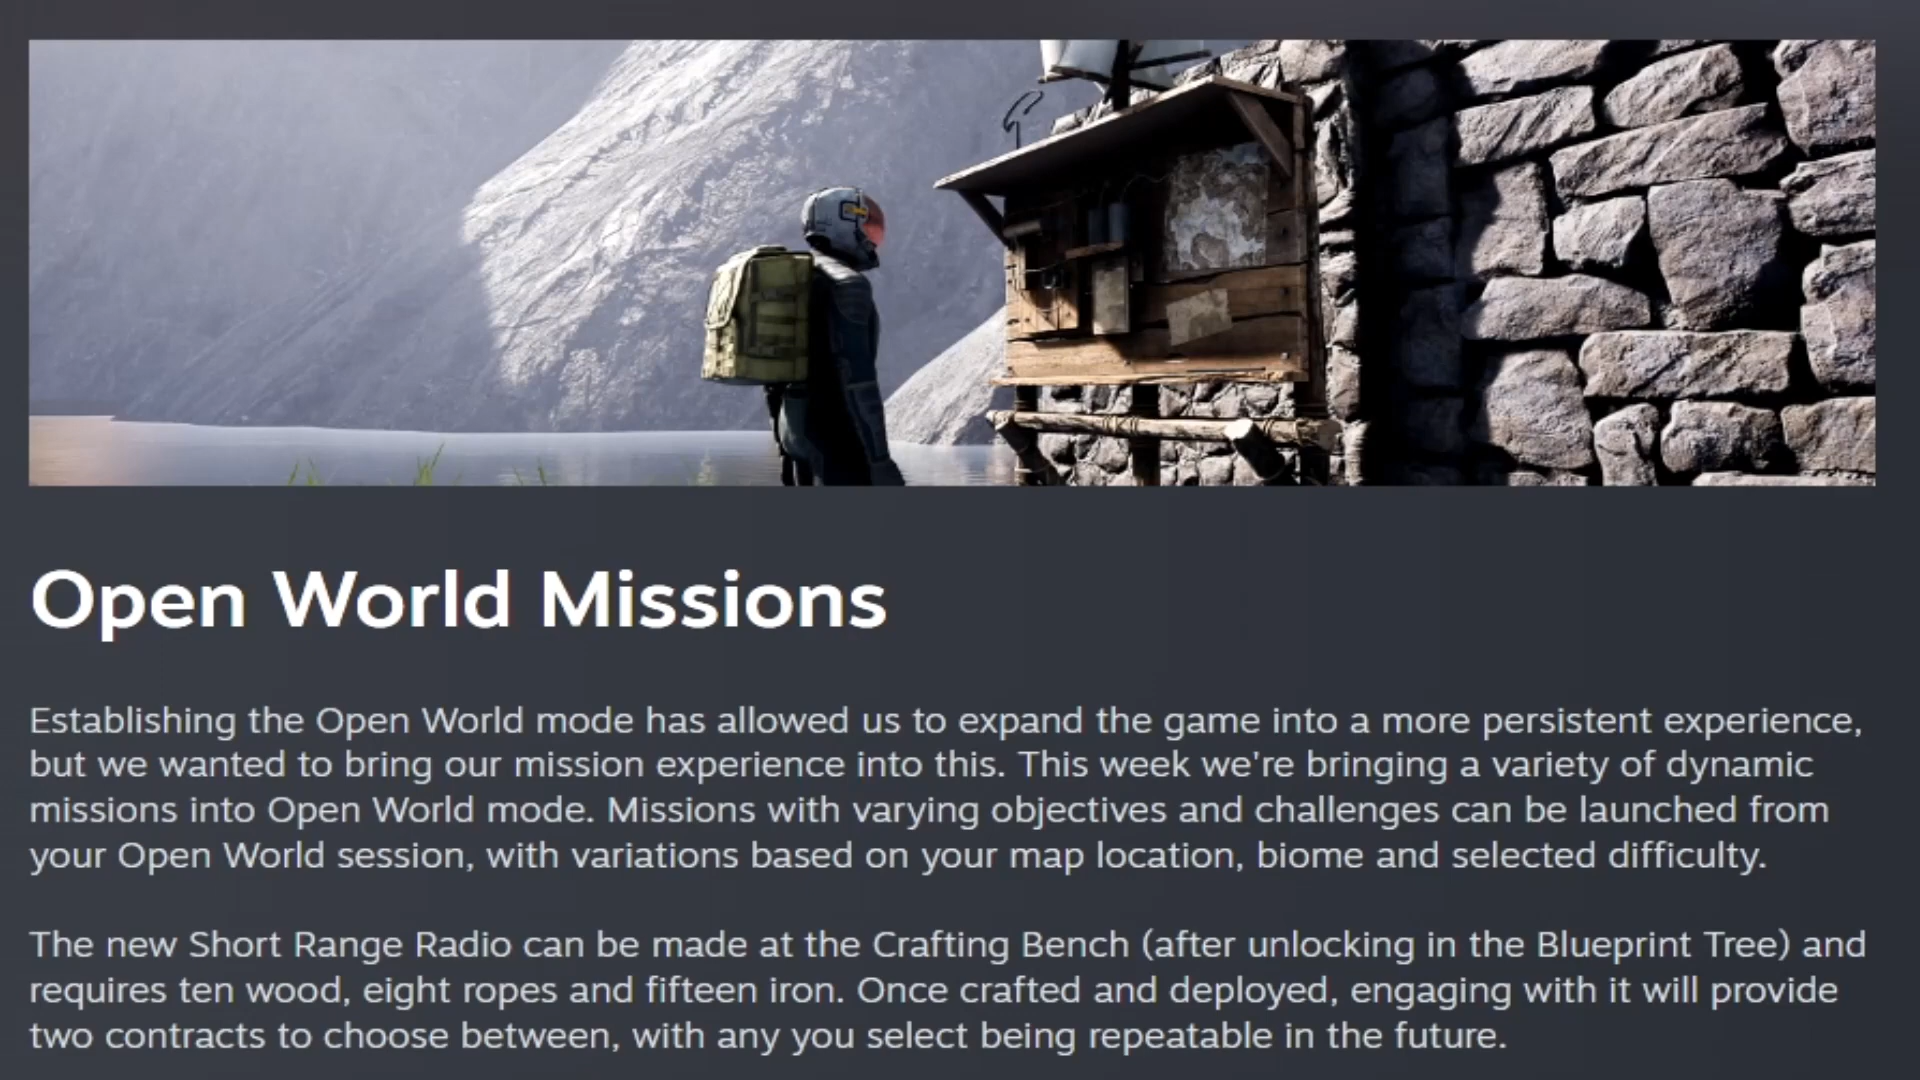 Open World Missions
Establishing the Open World mode has allowed us to expand the game into a more persistent experience,
but we wanted to bring our mission experience into this. This week we're bringing a variety of dynamic
missions into Open World mode. Missions with varying objectives and challenges can be launched from
your Open World session, with variations based on your map location, biome and selected difficulty.
The new Short Range Radio can be made at the Crafting Bench (after unlocking in the Blueprint Tree) and
requires ten wood, eight ropes and fifteen iron. Once crafted and deployed, engaging with it will provide
two contracts to choose between, with any you select being repeatable in the future.